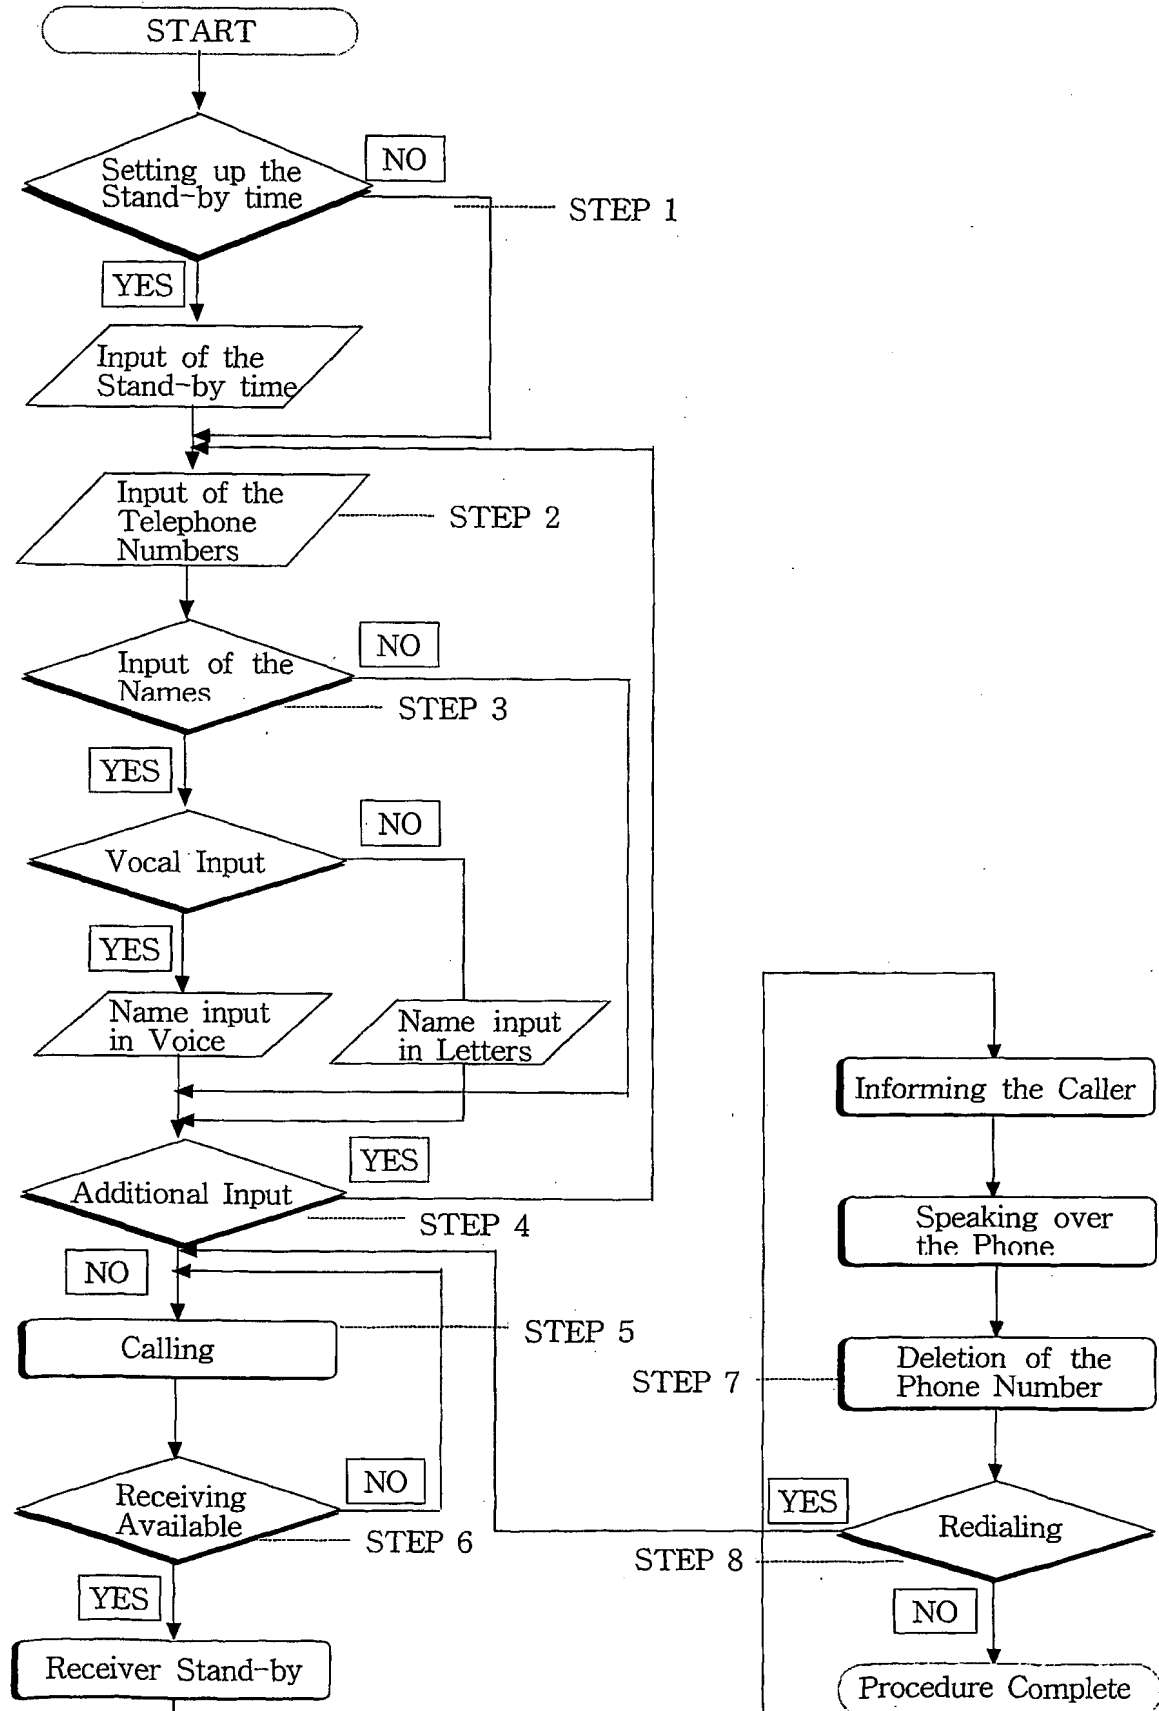 START
Setting up the
Stand-by time
NO
STEP 1
YES
Input of the
Stand-by time
Input of the
Telephone
Numbers
STEP 2
NO
Input of the
Names
STEP 3
YES
NO
Vocal Input
YES
Name input
in Voice
Name input
in Letters
YES
Additional Input
STEP 4
NO
Calling
STEP 5
NO
Receiving
Available
STEP 6
YES
Receiver Stand-by
Informing the Caller
Speaking over
the Phone
Deletion of the
Phone Number
STEP 7
YES
Redialing
STEP 8
NO
Procedure Complete